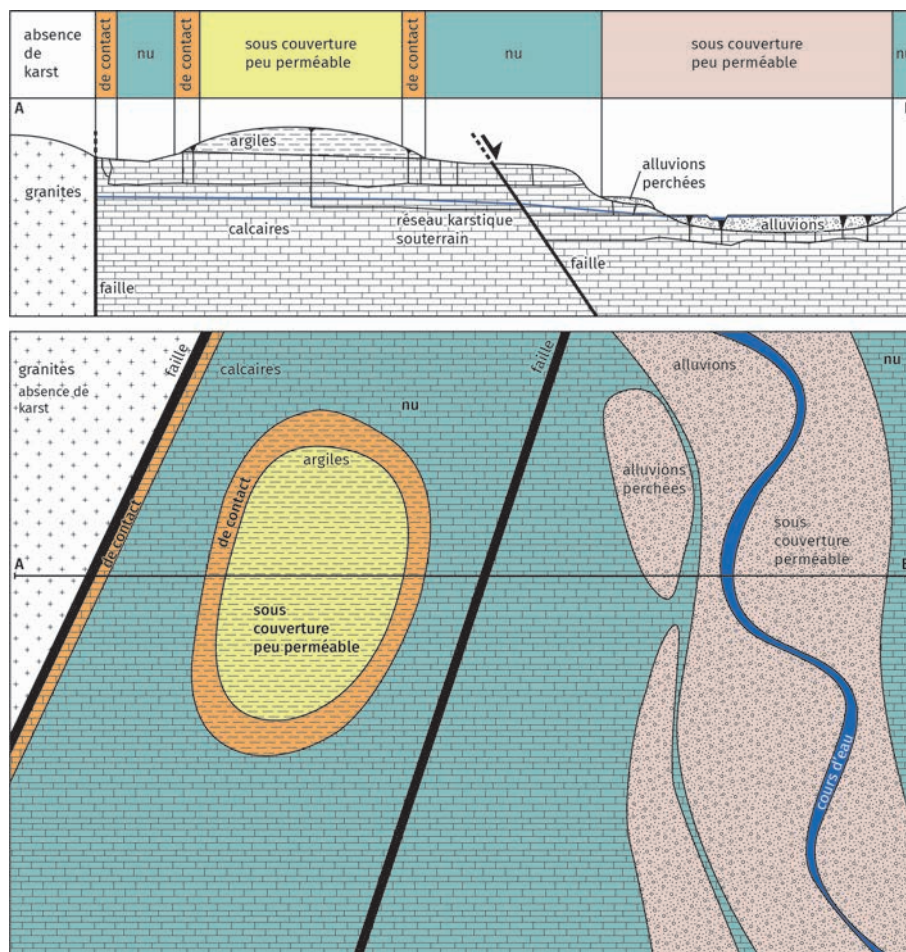 absence
de
karst
de contact
nu
de contact
sous couverture
peu perméable
de contact
nu
sous couverture
peu perméable
nu
A
argiles
granites
alluvions
perchées
calcaires
réseau karstique
souterrain
alluvions
faille
faille
granites
absence de
karst
faille
calcaires
nu
faille
alluvions
nu
argiles
alluvions
perchées
de contact
de contact
sous
couverture
perméable
A
sous
couverture
peu perméable
cours d'eau